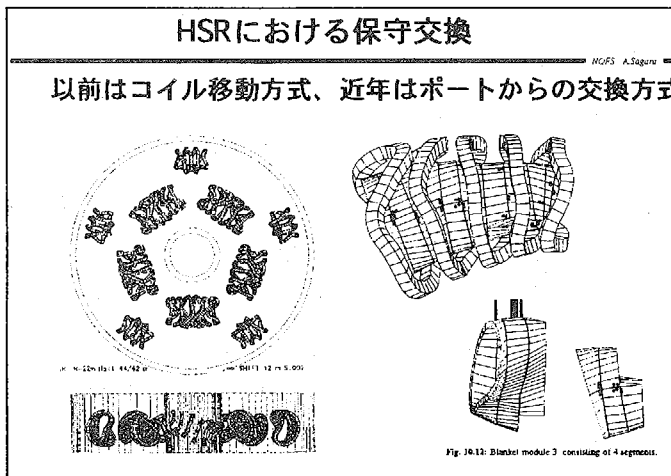 HSRにおける保守交換
NIFS A.Sagara
以前はコイル移動方式、近年はポートからの交換方式
Fig. 10.12: Blanket module 3 consisting of 4 segments.